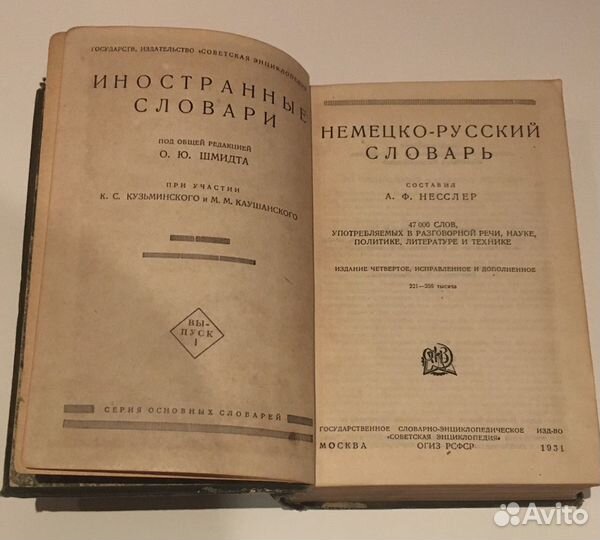 ГОСУДАРСТВ. ИЗДАТЕЛЬСТВО «СОВЕТСКАЯ ЭНЦИКЛОПЕДИЯ»
ИНОСТРАННЫЕ
СЛОВАРИ
ПОД ОБЩЕЙ РЕДАКЦИЕЙ
О. Ю. ШМИДТА
ПРИ УЧАСТИИ
К. С. КУЗЬМИНСКОГО и М. М. КАУШАНСКОГО
ВЫ-
ПУСК
1
СЕРИЯ ОСНОВНЫХ СЛОВАРЕЙ
НЕМЕЦКО-РУССКИЙ
СЛОВАРЬ
СОСТАВИЛ
А. Ф. НЕССЛЕР
47 000 СЛОВ,
УПОТРЕБЛЯЕМЫХ В РАЗГОВОРНОЙ РЕЧИ, НАУКЕ,
ПОЛИТИКЕ, ЛИТЕРАТУРЕ И ТЕХНИКЕ
ИЗДАНИЕ ЧЕТВЕРТОЕ, ИСПРАВЛЕННОЕ И ДОПОЛНЕННОЕ
тысяча
ГОСУДАРСТВЕННОЕ СЛОВАРНО-ЭНЦИКЛОПЕДИЧЕСКОЕ ИЗД-ВО
«СОВЕТСКАЯ ЭНЦИКЛОПЕДИЯ»
МОСКВА ОГИЗ РСФСР 1931
Avito